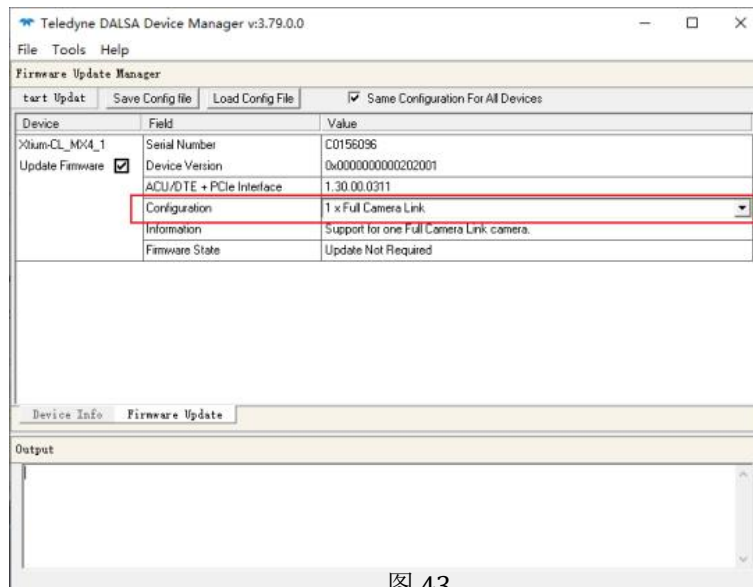 Teledyne DALSA Device Manager v:3.79.0.0
File Tools Help
Firmware Update Manager
tart Updat Save Config file Load Config File Same Configuration For All Devices
Device Field Value
Xtium-CL_MX4_1 Serial Number C0156096
Update Firmware Device Version 0x0000000000202001
ACU/DTE + PCIe Interface 1.30.00.0311
Configuration 1 x Full Camera Link
Information Support for one Full Camera Link camera.
Firmware State Update Not Required
Device Info Firmware Update
Output
图 43